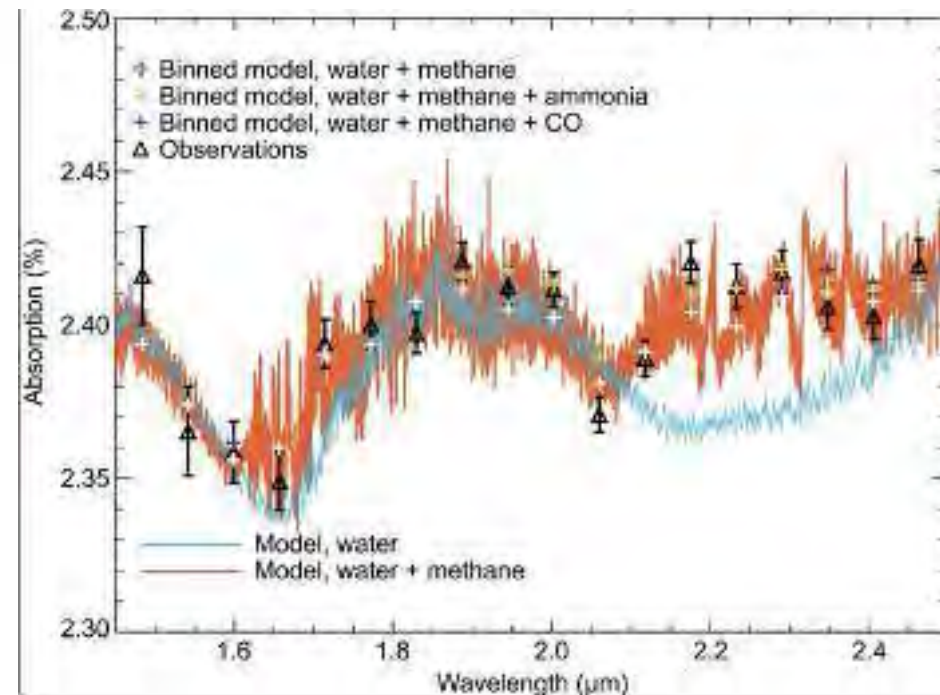 2.50
Binned model, water + methane
Binned model, water + methane + ammonia
Binned model, water + methane + CO
Observations
2.45
2.40
Absorption (%)
2.35
Model, water
Model, water + methane
2.30
1.6 1.8 2.0 2.2 2.4
Wavelength (µm)